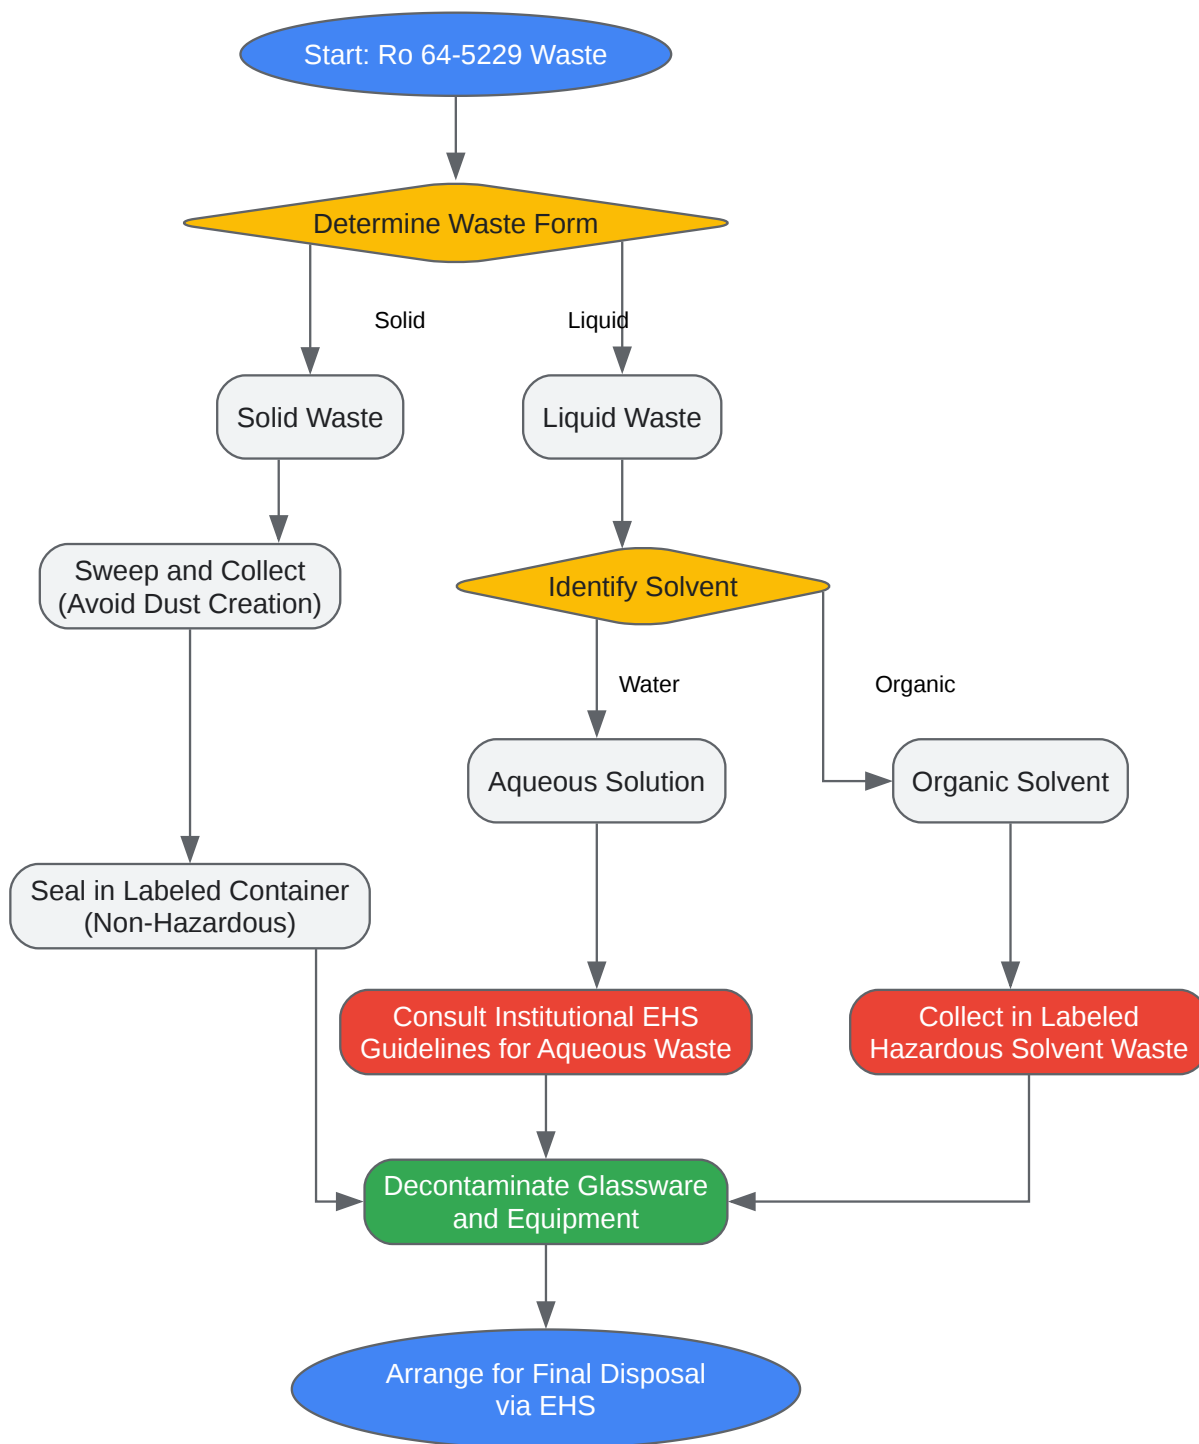 Start: Ro 64-5229 Waste
Determine Waste Form
Solid
Liquid
Solid Waste
Liquid Waste
Sweep and Collect
(Avoid Dust Creation)
Identify Solvent
Water
Organic
Aqueous Solution
Organic Solvent
Seal in Labeled Container
(Non-Hazardous)
Consult Institutional EHS
Guidelines for Aqueous Waste
Collect in Labeled
Hazardous Solvent Waste
Decontaminate Glassware
and Equipment
Arrange for Final Disposal
via EHS